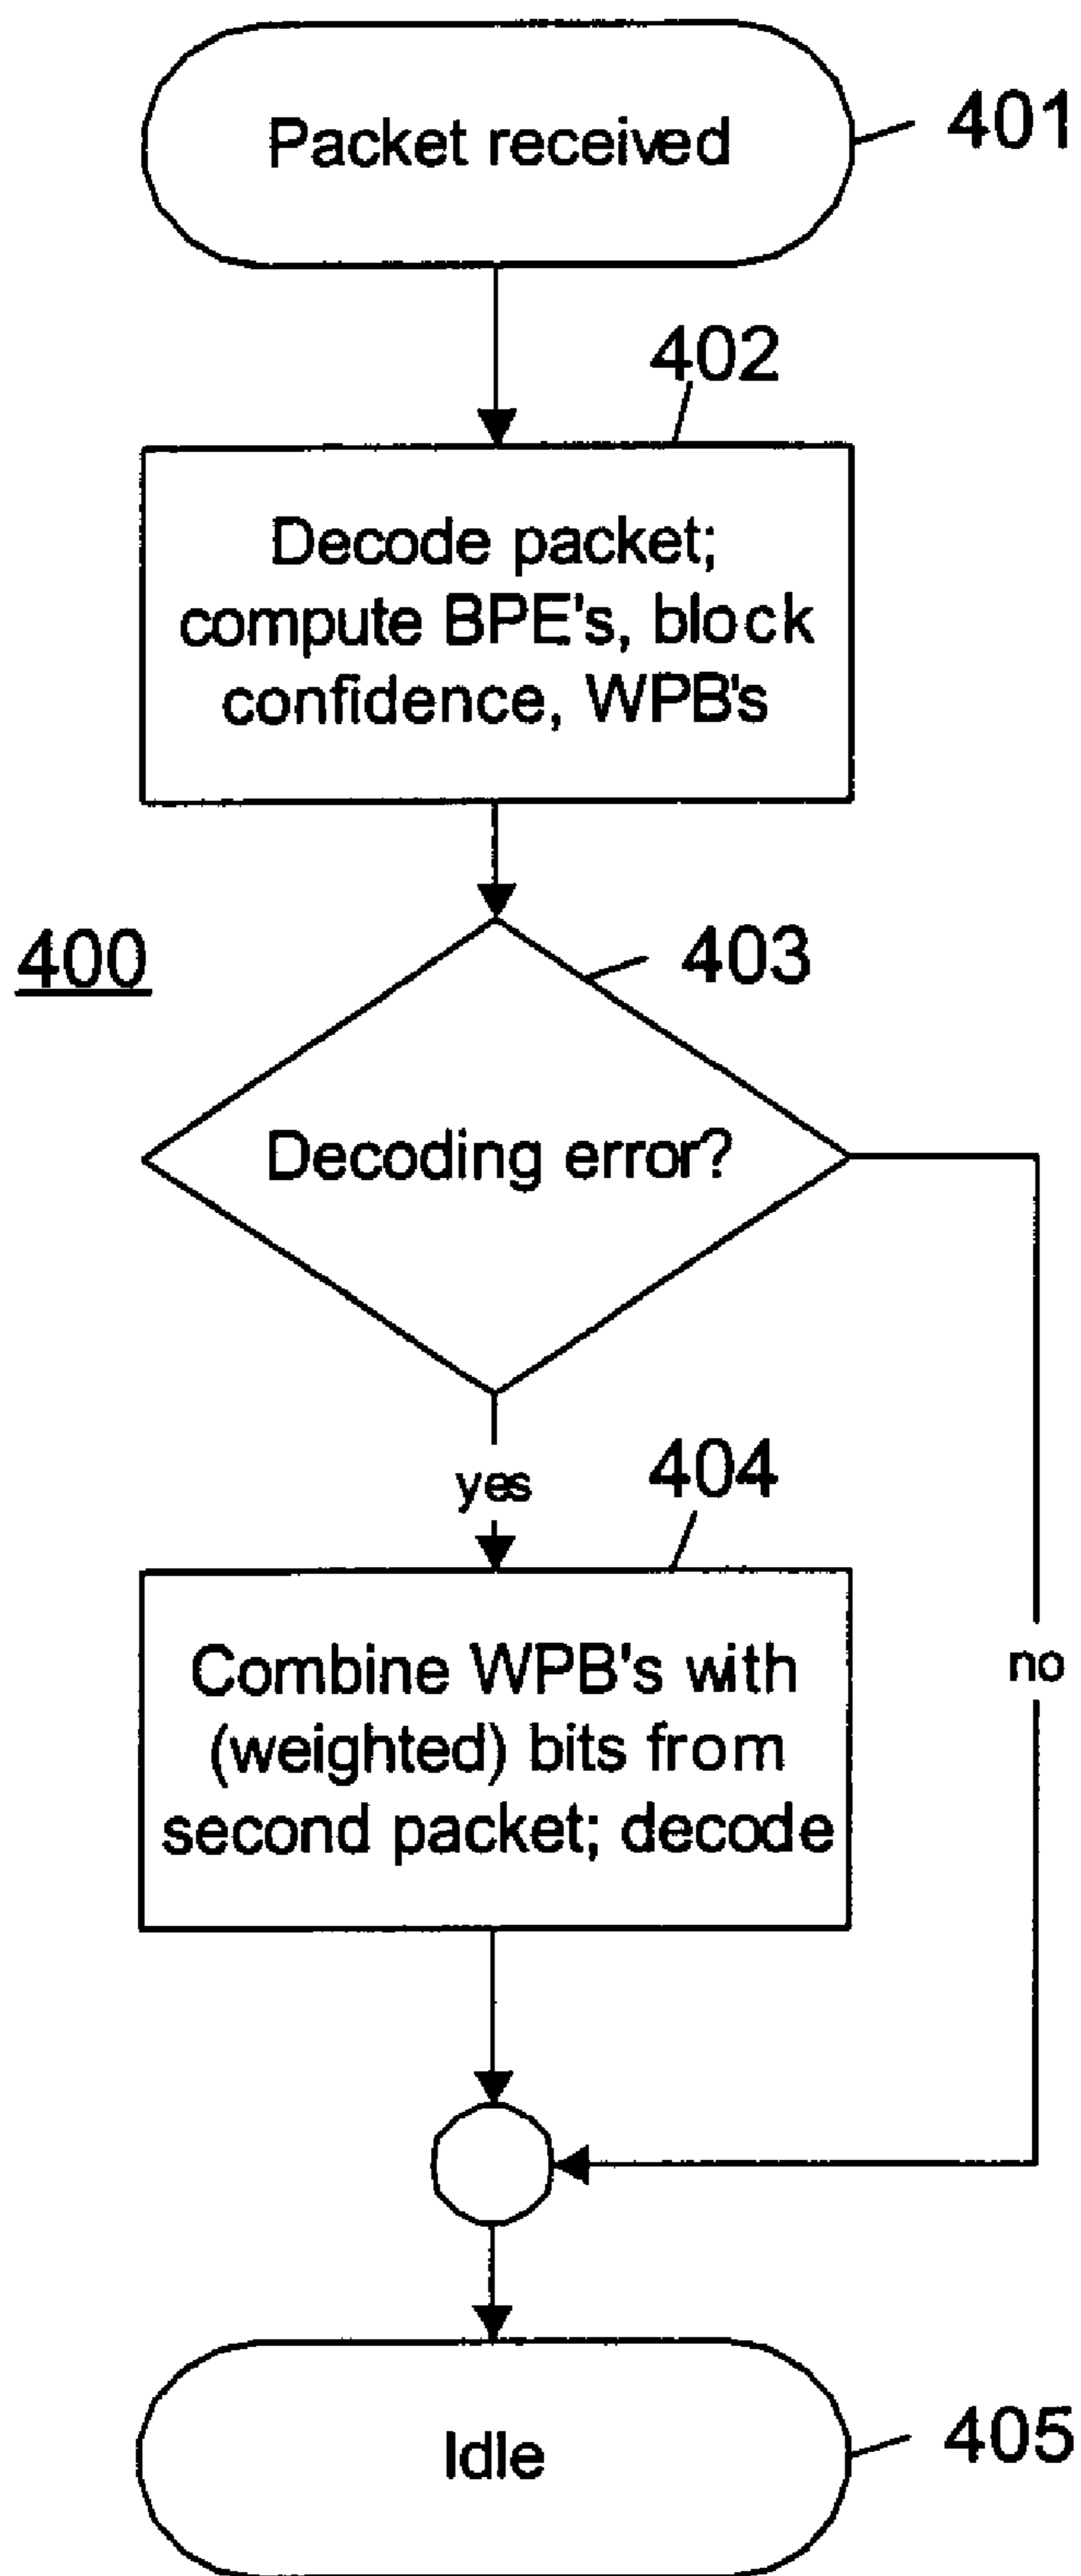 Packet received
401
402
Decode packet;
compute BPE's, block
confidence, WPB's
400
403
Decoding error?
yes
404
Combine WPB's with
(weighted) bits from
second packet; decode
no
Idle
405